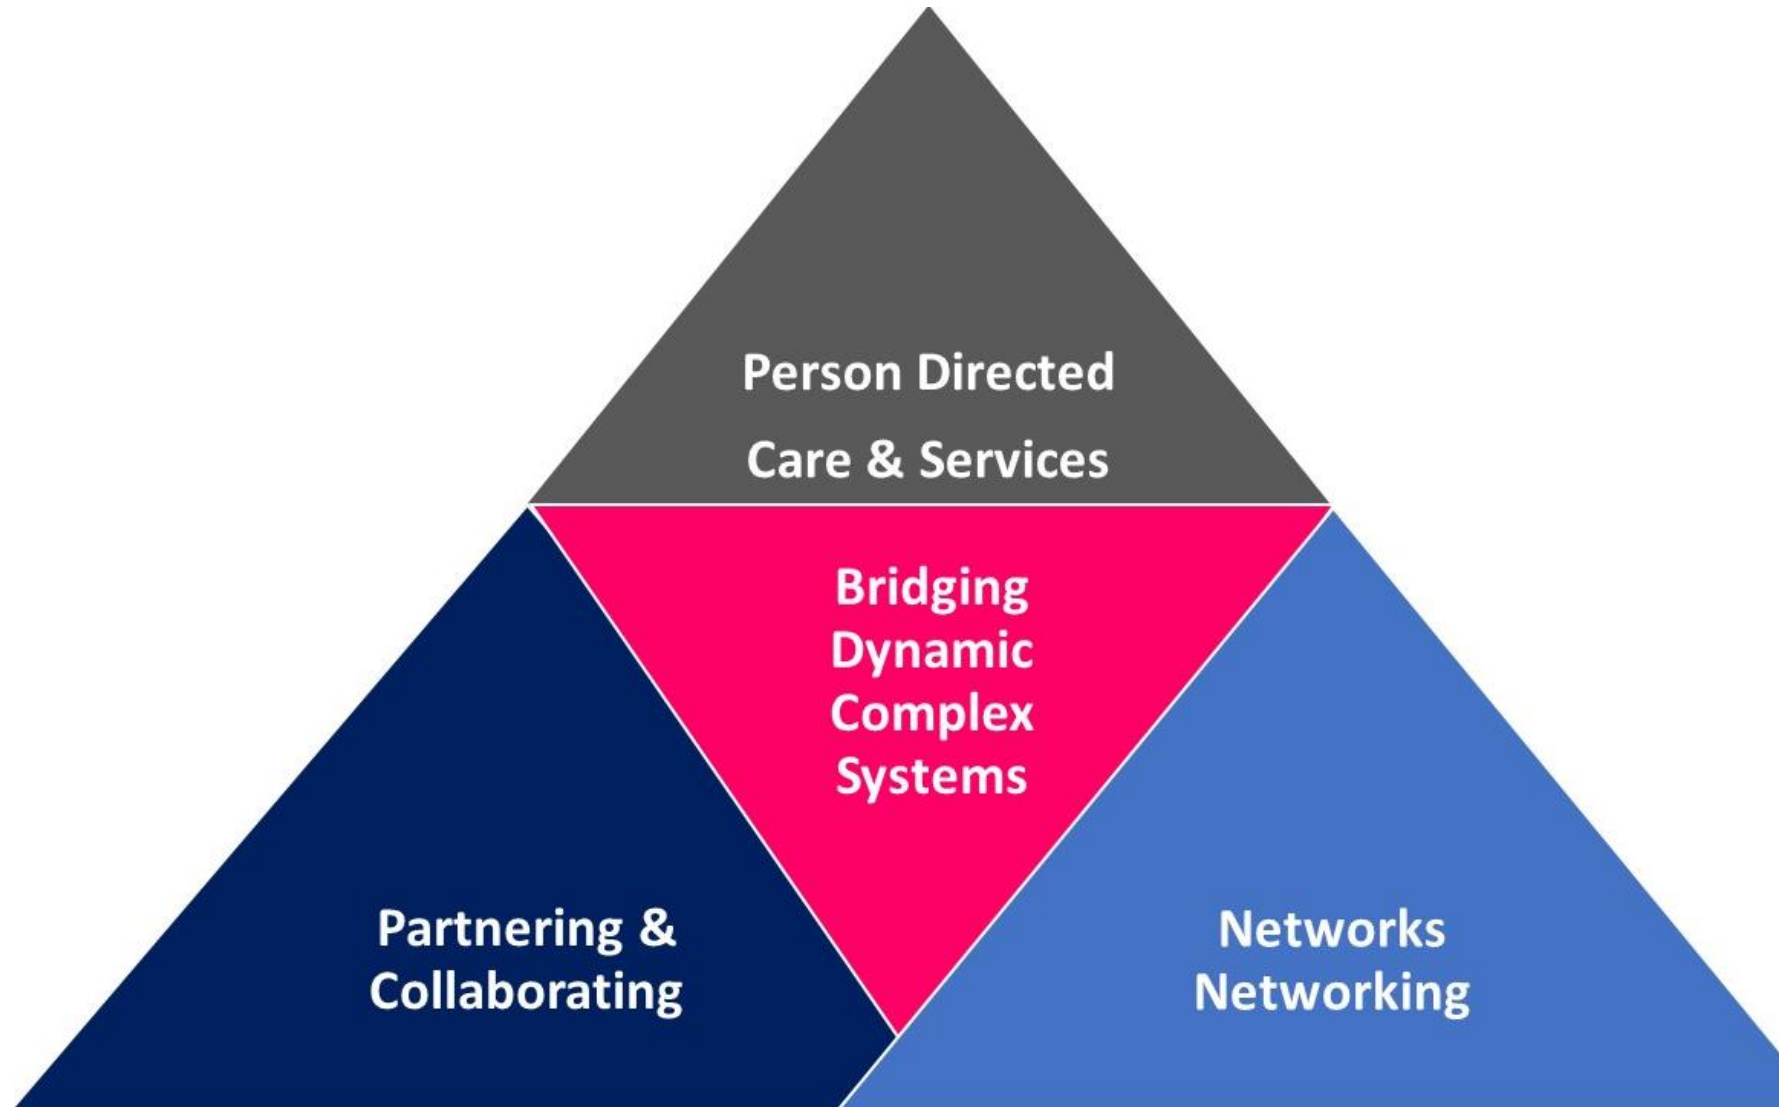 Person Directed
Care & Services
Bridging
Dynamic
Complex
Systems
Partnering &
Collaborating
Networks
Networking